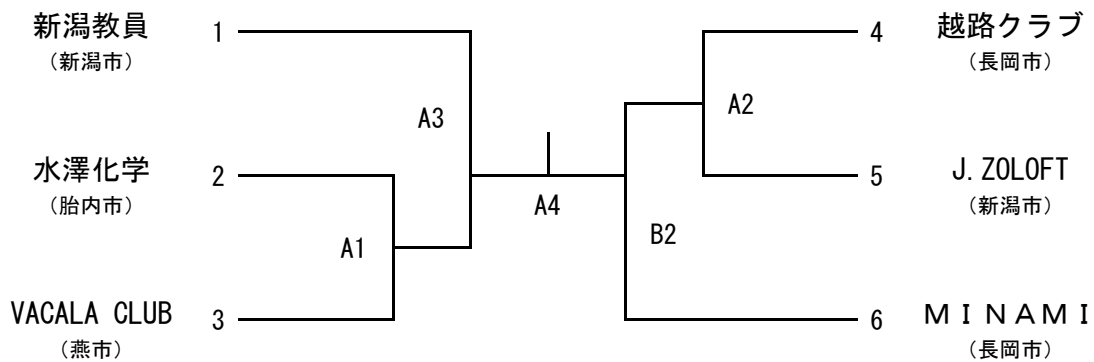 新潟教員 1
（新潟市）
水澤化学 2
（胎内市）
VACALA CLUB 3
（燕市）
A3
A1
A4
A2
B2
4 越路クラブ
（長岡市）
5 J. ZOLOFT
（新潟市）
6 ＭＩＮＡＭＩ
（長岡市）